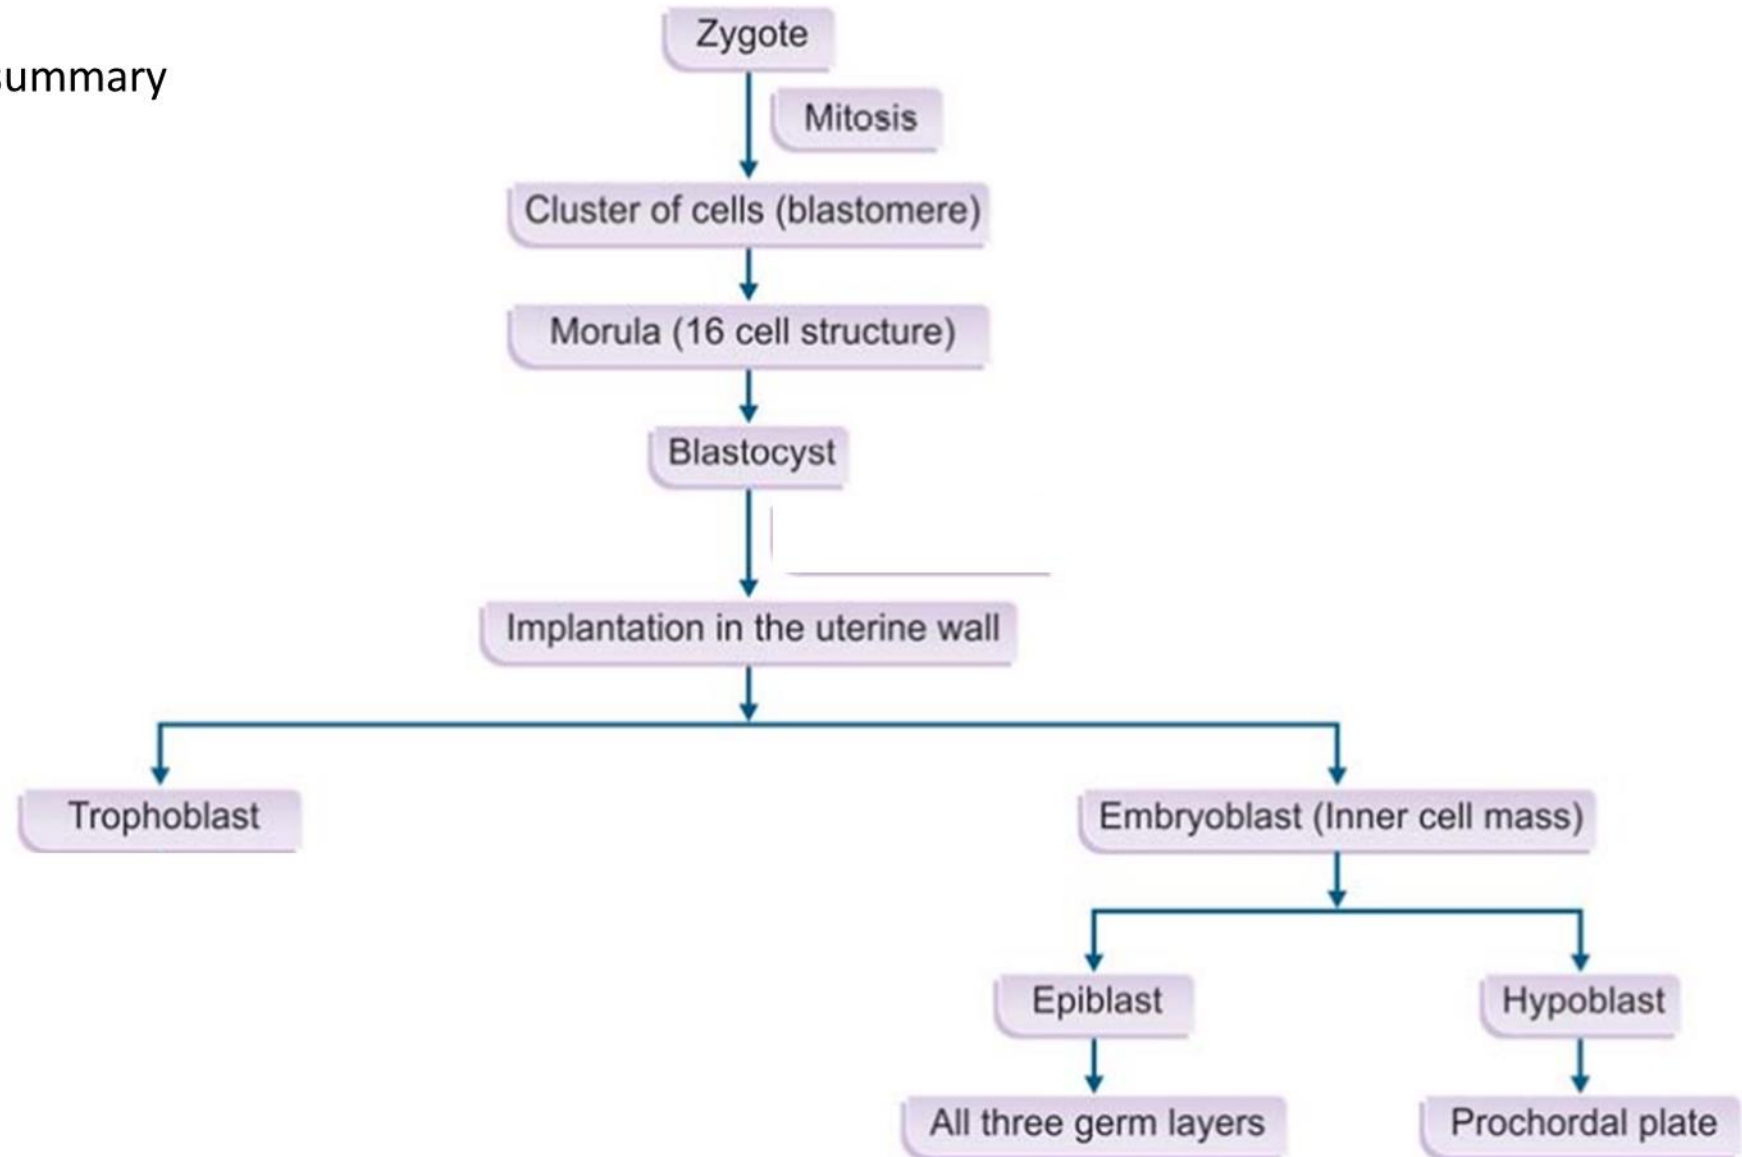 summary
Zygote
Mitosis
Cluster of cells (blastomere)
Morula (16 cell structure)
Blastocyst
Implantation in the uterine wall
Trophoblast
Embryoblast (Inner cell mass)
Epiblast
Hypoblast
All three germ layers
Prochordal plate